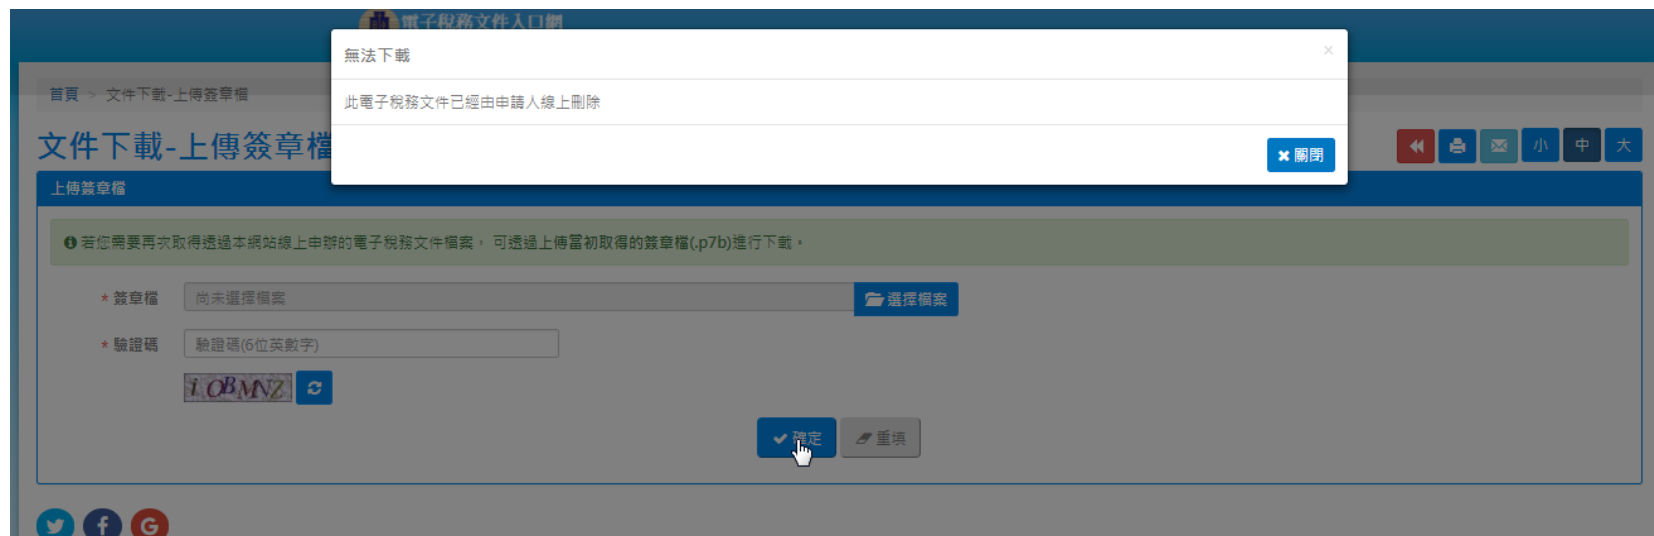 電子稅務文件入口網
無法下載
×
此電子稅務文件已經由申請人線上刪除
關閉
首頁 > 文件下載-上傳簽章檔
文件下載-上傳簽章檔
小 中 大
上傳簽章檔
若您需要再次取得透過本網站線上申辦的電子稅務文件檔案， 可透過上傳當初取得的簽章檔(.p7b)進行下載。
* 簽章檔 尚未選擇檔案 選擇檔案
* 驗證碼 驗證碼(6位英數字)
iOBMNZ
確定 重填